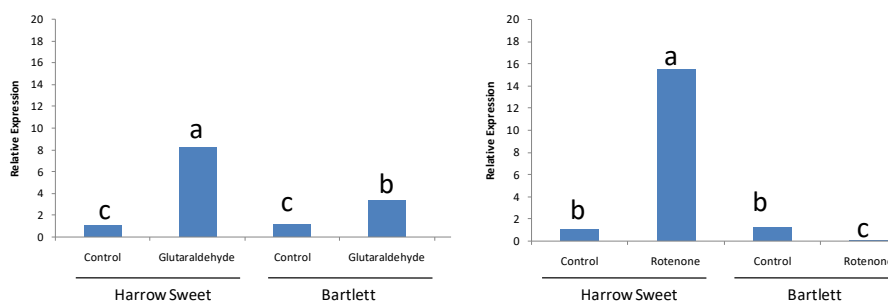 20
18
16
14
12
10
8
6
4
2
0
Relative Expression
c
a
c
b
Control
Glutaraldehyde
Control
Glutaraldehyde
Harrow Sweet
Bartlett
20
18
16
14
12
10
8
6
4
2
0
Relative Expression
b
a
b
c
Control
Rotenone
Control
Rotenone
Harrow Sweet
Bartlett